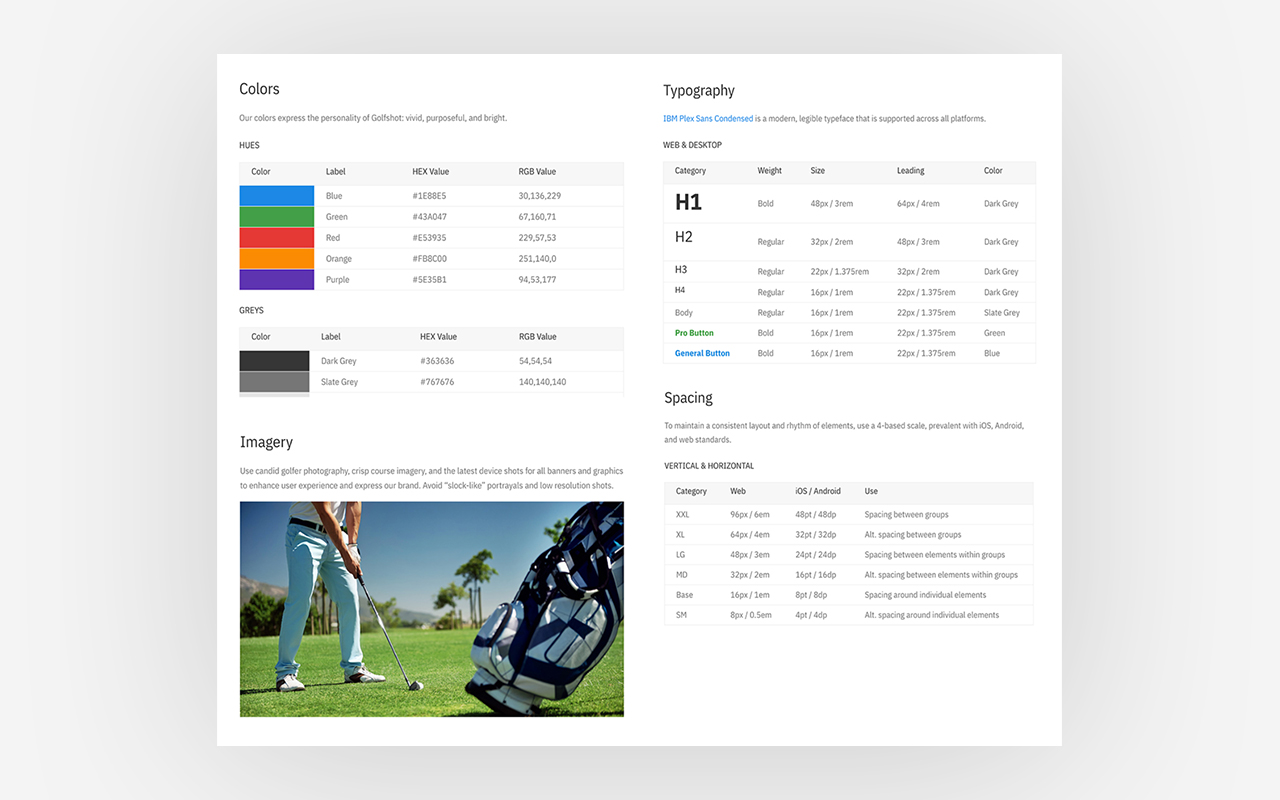 Colors
Our colors express the personality of Golfshot: vivid, purposeful, and bright.
HUES
Color Label HEX Value RGB Value
Blue #1E88E5 30,136,229
Green #43A047 67,160,71
Red #E53935 229,57,53
Orange #FB8C00 251,140,0
Purple #5E35B1 94,53,177
GREYS
Color Label HEX Value RGB Value
Dark Grey #363636 54,54,54
Slate Grey #767676 140,140,140
Imagery
Use candid golfer photography, crisp course imagery, and the latest device shots for all banners and graphics
to enhance user experience and express our brand. Avoid "slock-like" portrayals and low resolution shots.
Typography
IBM Plex Sans Condensed is a modern, legible typeface that is supported across all platforms.
WEB & DESKTOP
Category Weight Size Leading Color
H1 Bold 48px / 3rem 64px / 4rem Dark Grey
H2 Regular 32px / 2rem 48px / 3rem Dark Grey
H3 Regular 22px / 1.375rem 32px / 2rem Dark Grey
H4 Regular 16px / 1rem 22px / 1.375rem Dark Grey
Body Regular 16px / 1rem 22px / 1.375rem Slate Grey
Pro Button Bold 16px / 1rem 22px / 1.375rem Green
General Button Bold 16px / 1rem 22px / 1.375rem Blue
Spacing
To maintain a consistent layout and rhythm of elements, use a 4-based scale, prevalent with iOS, Android,
and web standards.
VERTICAL & HORIZONTAL
Category Web iOS / Android Use
XXL 96px / 6em 48pt / 48dp Spacing between groups
XL 64px / 4em 32pt / 32dp Alt. spacing between groups
LG 48px / 3em 24pt / 24dp Spacing between elements within groups
MD 32px / 2em 16pt / 16dp Alt. spacing between elements within groups
Base 16px / 1em 8pt / 8dp Spacing around individual elements
SM 8px / 0.5em 4pt / 4dp Alt. spacing around individual elements